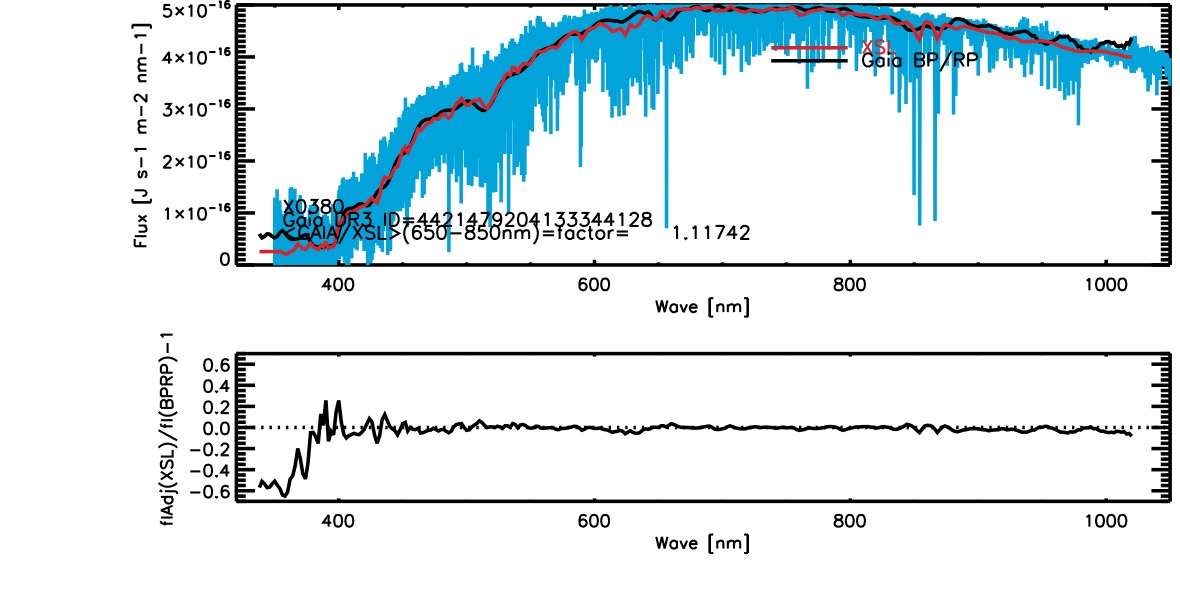 5×10−16
4×10−16
3×10−16
2×10−16
1×10−16
0
Flux [J s−1 m−2 nm−1]
XSL
Gaia BP/RP
X0380
Gaia DR3 ID=4421479204133344128
<GAIA/XSL>(650−850nm)=factor= 1.11742
400 600 800 1000
Wave [nm]
flAdj(XSL)/fl(BPRP)−1
0.6
0.4
0.2
0.0
−0.2
−0.4
−0.6
400 600 800 1000
Wave [nm]